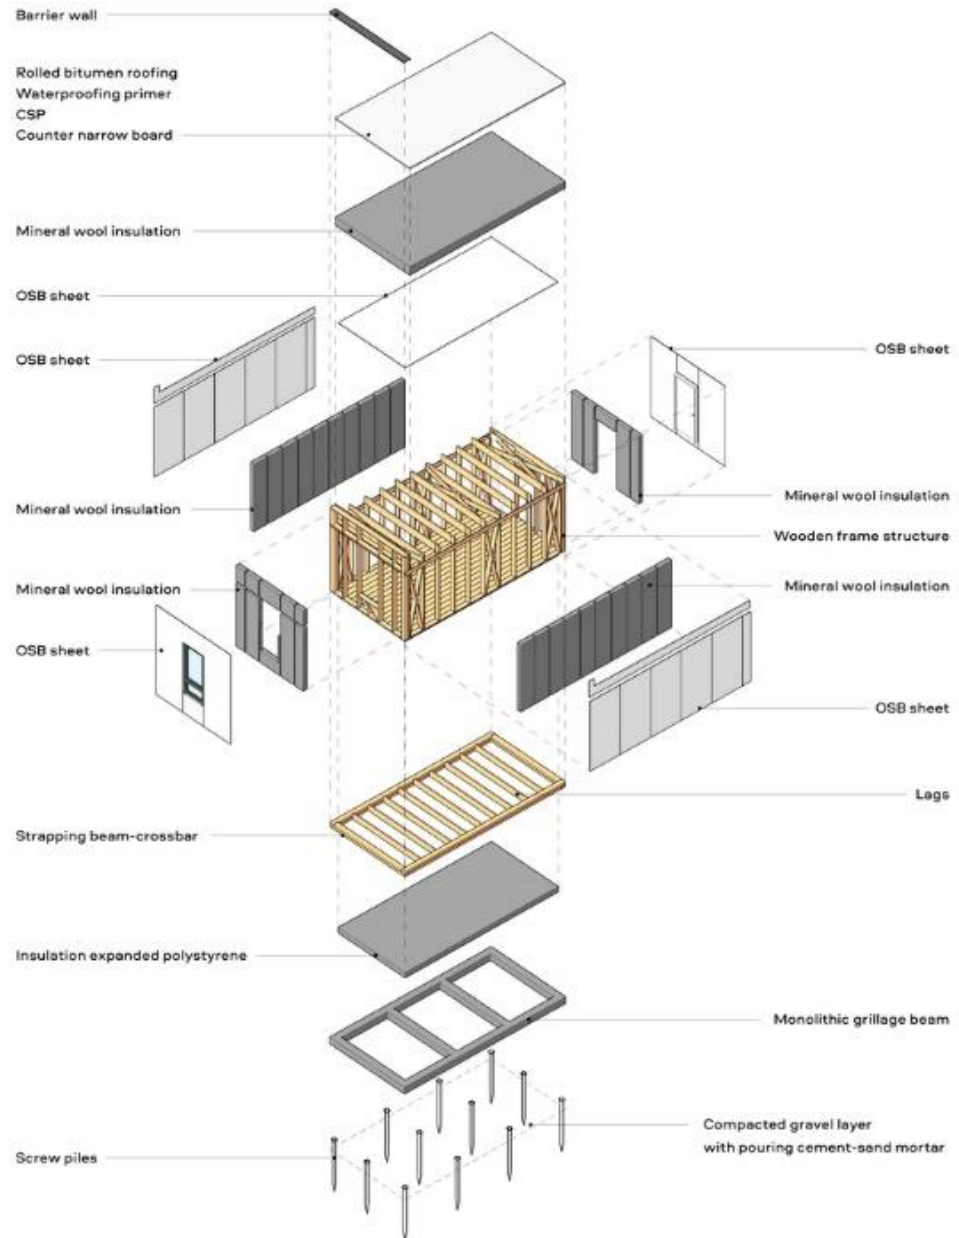 Barrier wall
Rolled bitumen roofing
Waterproofing primer
CSP
Counter narrow board
Mineral wool insulation
OSB sheet
OSB sheet
OSB sheet
Mineral wool insulation
Mineral wool insulation
Wooden frame structure
Mineral wool insulation
Mineral wool insulation
OSB sheet
OSB sheet
Lags
Strapping beam-crossbar
Insulation expanded polystyrene
Monolithic grillage beam
Compacted gravel layer
with pouring cement-sand mortar
Screw piles